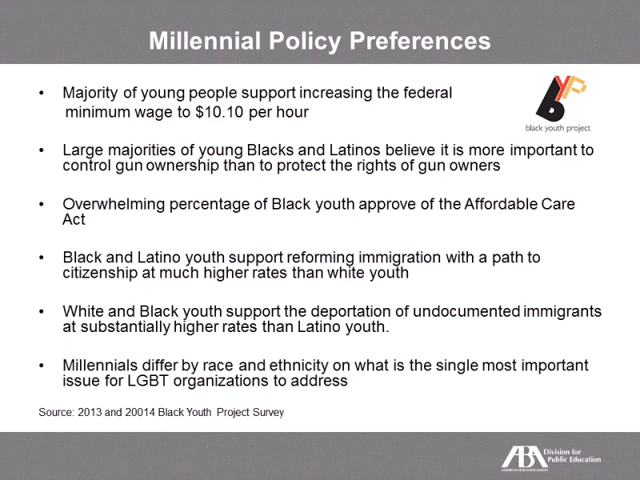 Millennial Policy Preferences
• Majority of young people support increasing the federal
minimum wage to $10.10 per hour
byp
black youth project
• Large majorities of young Blacks and Latinos believe it is more important to
control gun ownership than to protect the rights of gun owners
• Overwhelming percentage of Black youth approve of the Affordable Care
Act
• Black and Latino youth support reforming immigration with a path to
citizenship at much higher rates than white youth
• White and Black youth support the deportation of undocumented immigrants
at substantially higher rates than Latino youth.
• Millennials differ by race and ethnicity on what is the single most important
issue for LGBT organizations to address
Source: 2013 and 20014 Black Youth Project Survey
ABA
AMERICAN BAR ASSOCIATION
Division for
Public Education